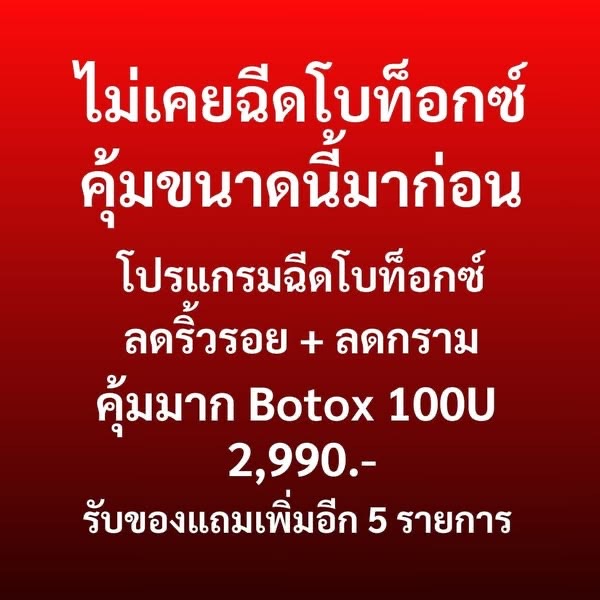 ไม่เคยฉีดโบท็อกซ์
คุ้มขนาดนี้มาก่อน
โปรแกรมฉีดโบท็อกซ์
ลดริ้วรอย + ลดกราม
คุ้มมาก Botox 100U
2,990.-
รับของแถมเพิ่มอีก 5 รายการ